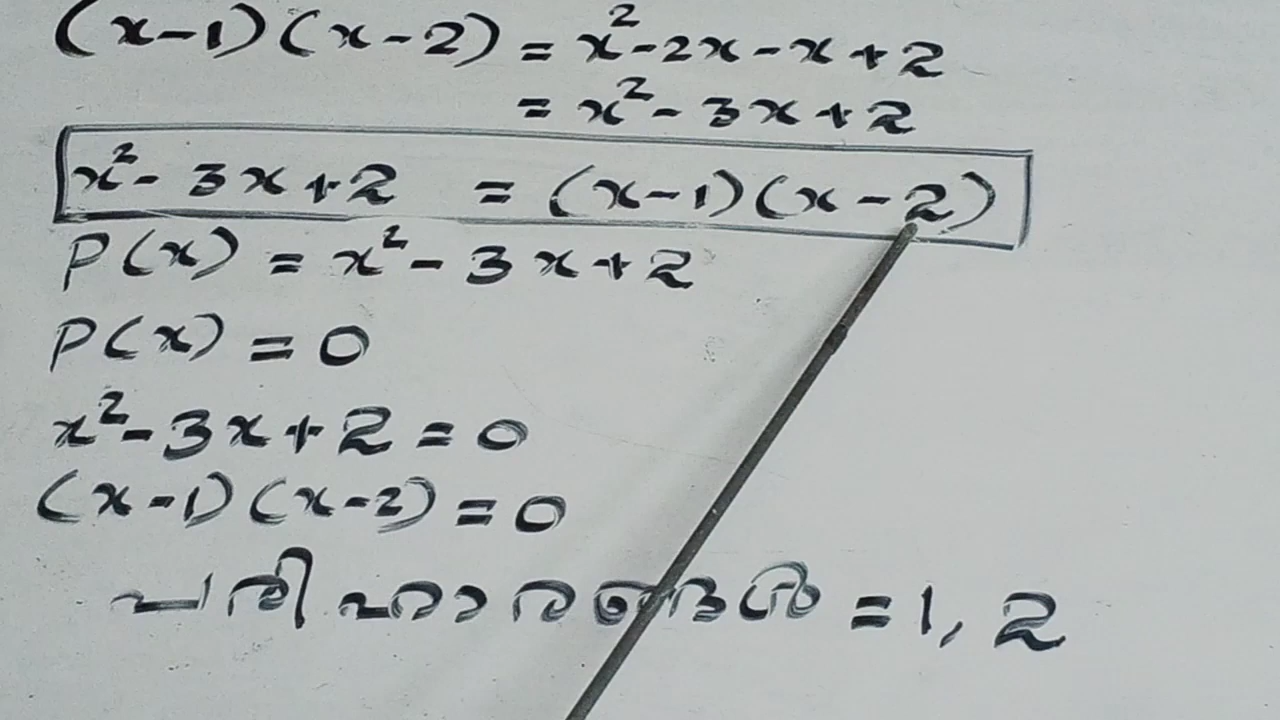 (x-1)(x-2) = x²-2x-x+2
= x²-3x+2
x²-3x+2 = (x-1)(x-2)
P(x) = x²-3x+2
P(x) = 0
x²-3x+2=0
(x-1)(x-2)=0
പരിഹാരങ്ങൾ = 1, 2